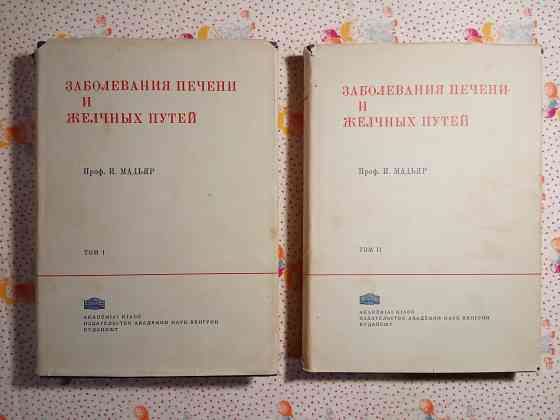 ЗАБОЛЕВАНИЯ ПЕЧЕНИ
И
ЖЕЛЧНЫХ ПУТЕЙ
Проф. И. МАДЬЯР
ТОМ I
AKADÉMIAI KIADÓ
ИЗДАТЕЛЬСТВО АКАДЕМИИ НАУК ВЕНГРИИ
БУДАПЕШТ
ЗАБОЛЕВАНИЯ ПЕЧЕНИ
И
ЖЕЛЧНЫХ ПУТЕЙ
Проф. И. МАДЬЯР
ТОМ II
AKADÉMIAI KIADÓ
ИЗДАТЕЛЬСТВО АКАДЕМИИ НАУК ВЕНГРИИ
БУДАПЕШТ